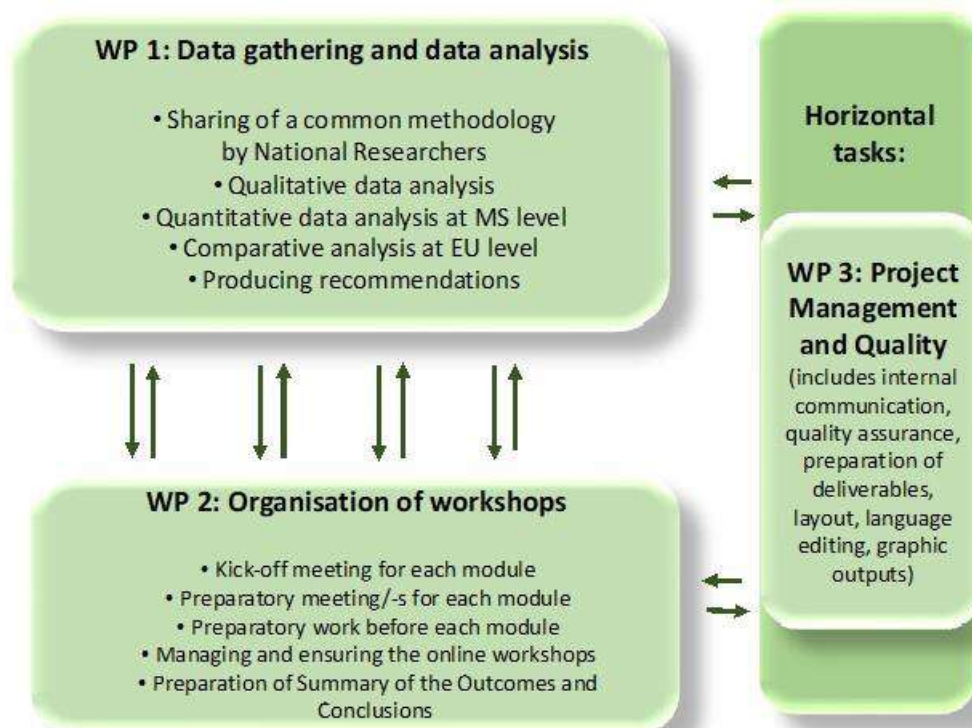 WP 1: Data gathering and data analysis
• Sharing of a common methodology
by National Researchers
• Qualitative data analysis
• Quantitative data analysis at MS level
• Comparative analysis at EU level
• Producing recommendations
WP 2: Organisation of workshops
• Kick-off meeting for each module
• Preparatory meeting/-s for each module
• Preparatory work before each module
• Managing and ensuring the online workshops
• Preparation of Summary of the Outcomes and
Conclusions
Horizontal
tasks:
WP 3: Project
Management
and Quality
(includes internal
communication,
quality assurance,
preparation of
deliverables,
layout, language
editing, graphic
outputs)